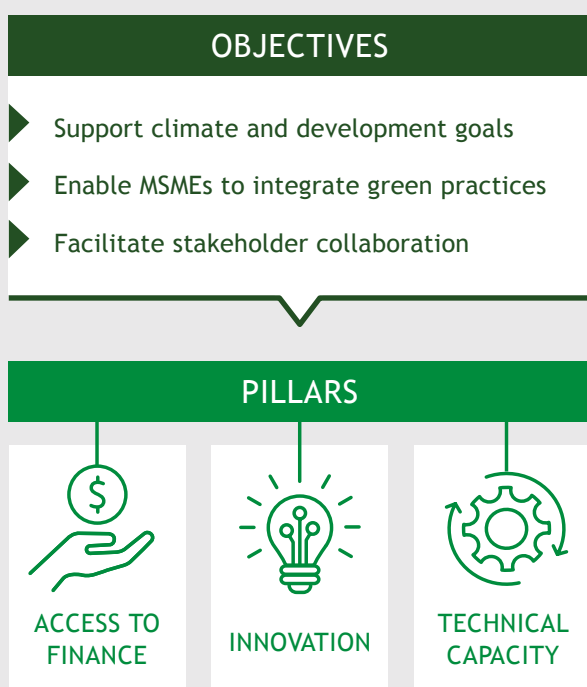 OBJECTIVES
Support climate and development goals
Enable MSMEs to integrate green practices
Facilitate stakeholder collaboration
PILLARS
$
ACCESS TO
FINANCE
INNOVATION
TECHNICAL
CAPACITY